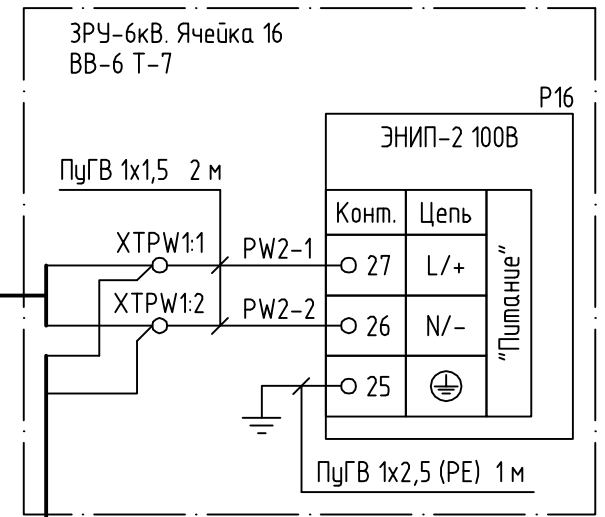 ЗРУ-6кВ. Ячейка 16
ВВ-6 Т-7
Р16
ЭНИП-2 100В
ПуГВ 1х1,5 2 м
Конт. Цепь
"Питание"
XTPW1:1 PW2-1 27 L/+
XTPW1:2 PW2-2 26 N/-
25
ПуГВ 1х2,5 (РЕ) 1 м